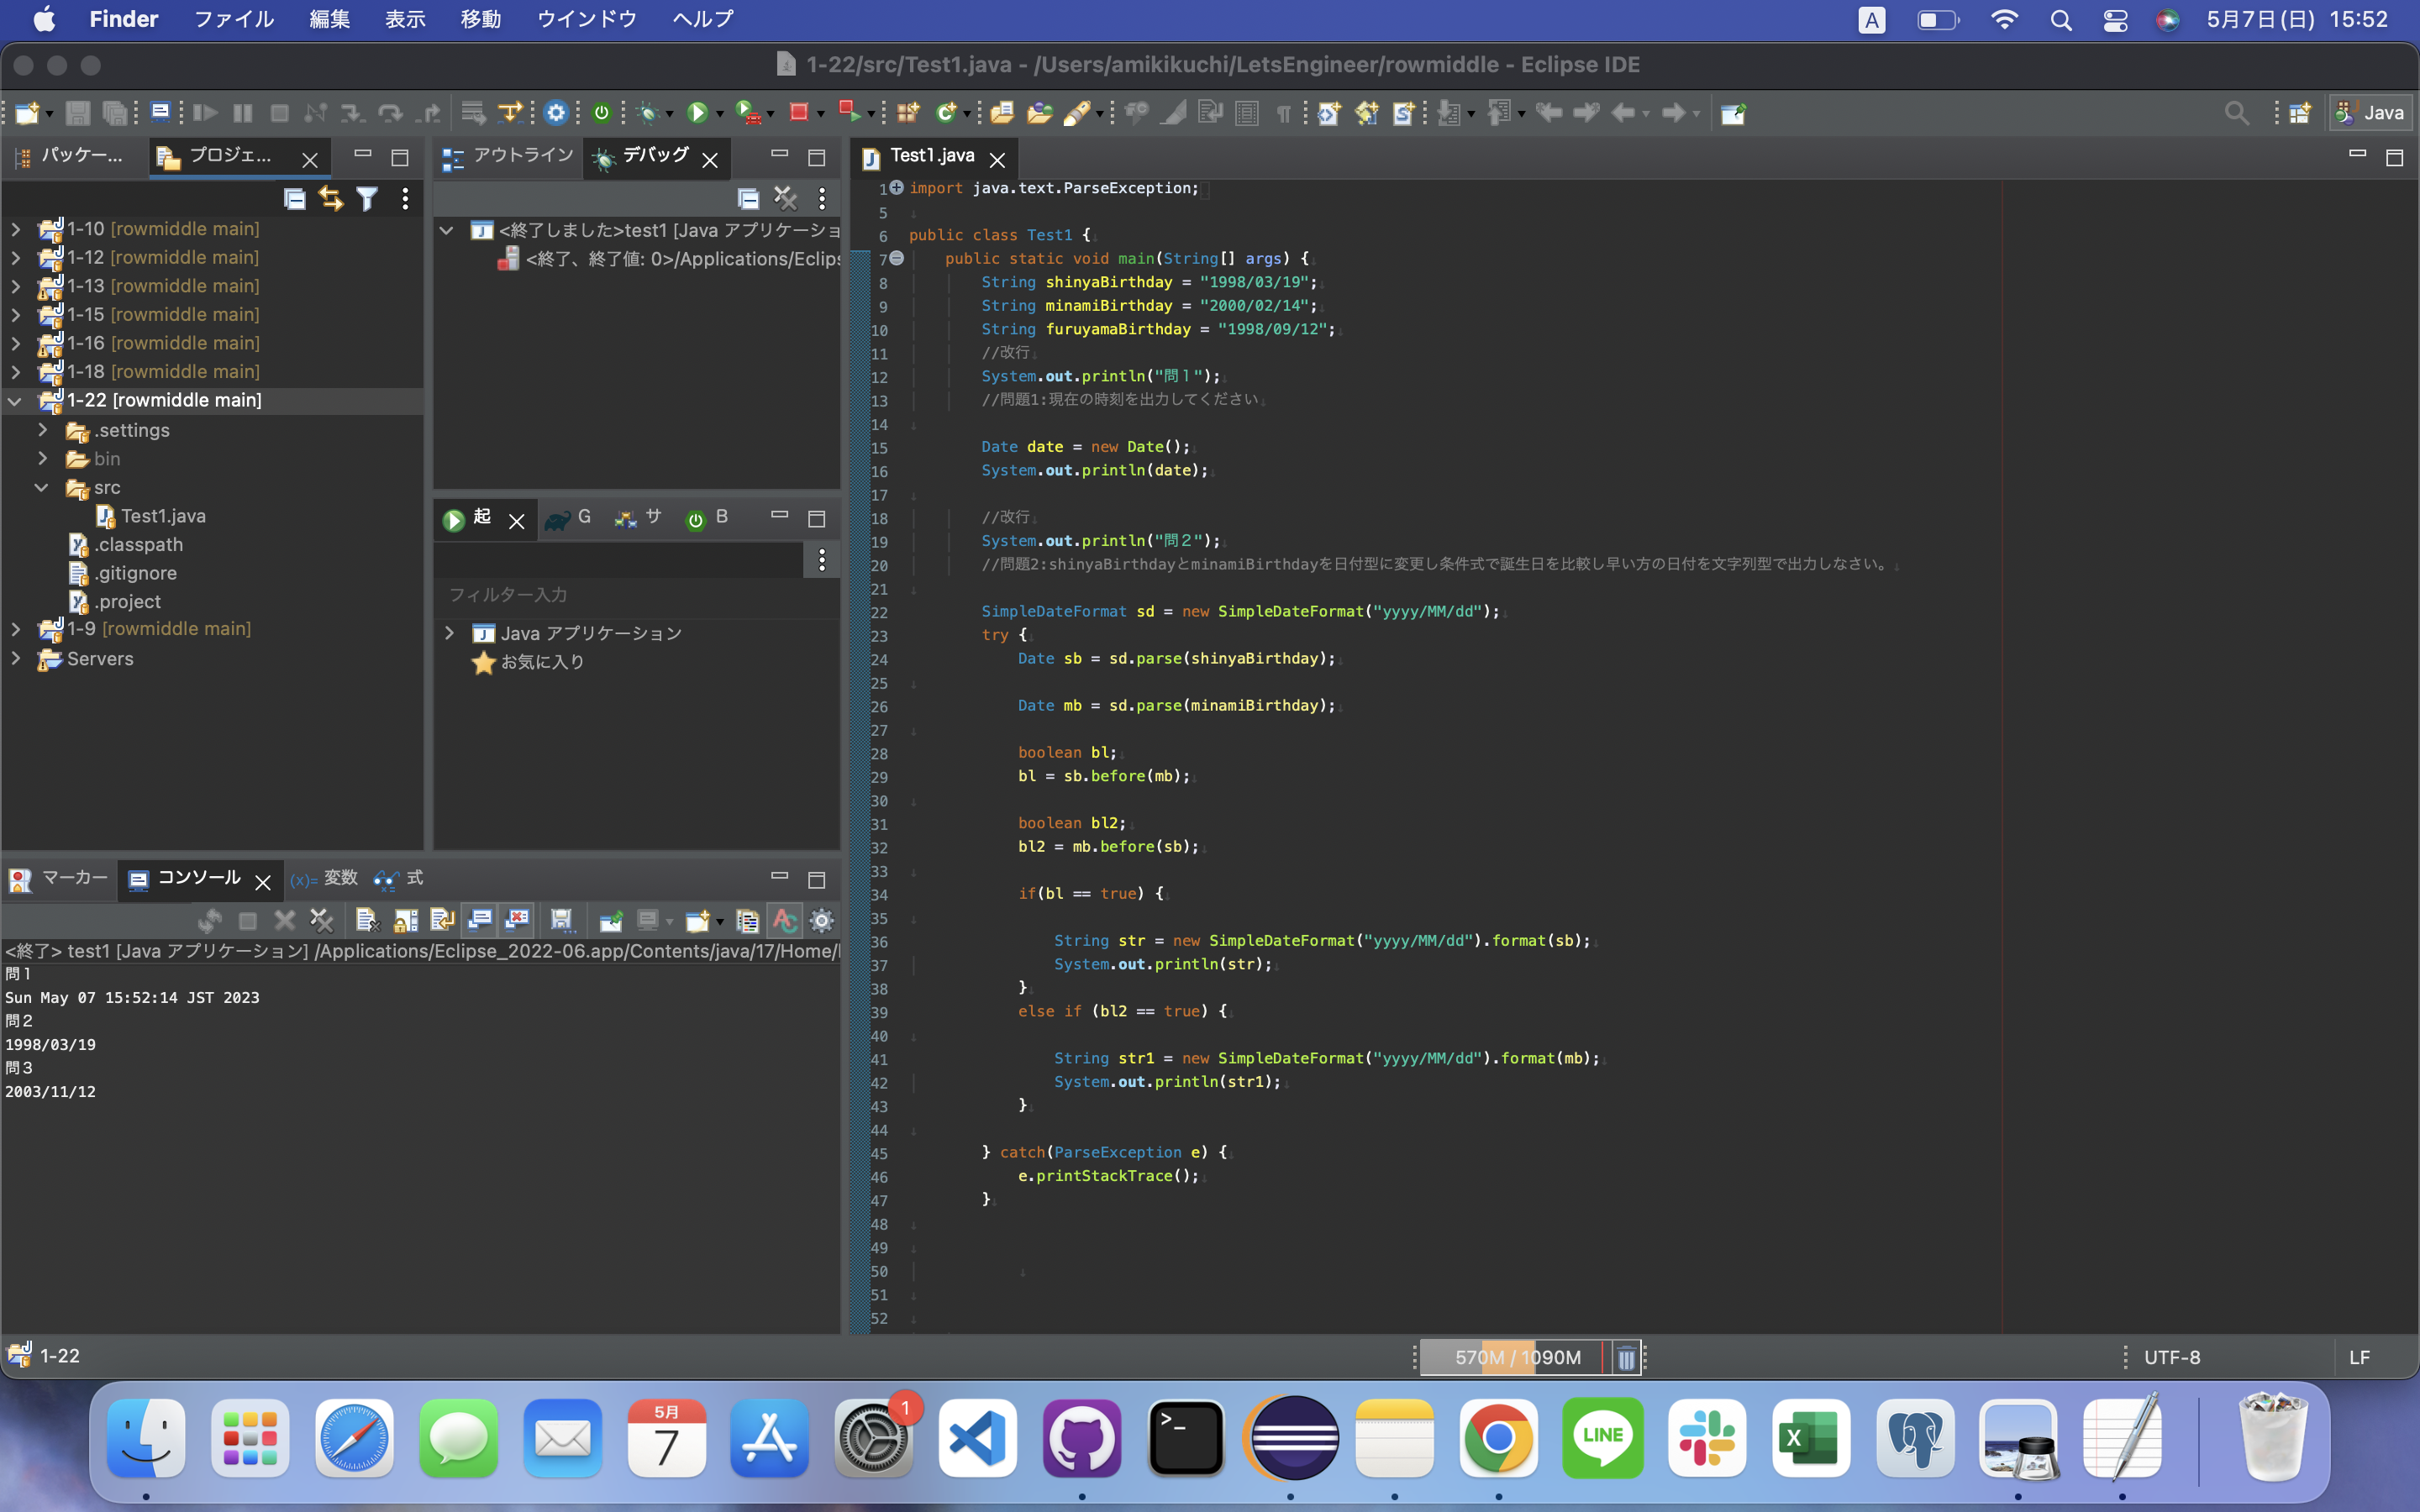 Finder ファイル 編集 表示 移動 ウインドウ ヘルプ
A 5月7日(日) 15:52
1-22/src/Test1.java - /Users/amikikuchi/LetsEngineer/rowmiddle - Eclipse IDE
Java
パッケー...
プロジェ...
1-10 [rowmiddle main]
1-12 [rowmiddle main]
1-13 [rowmiddle main]
1-15 [rowmiddle main]
1-16 [rowmiddle main]
1-18 [rowmiddle main]
1-22 [rowmiddle main]
.settings
bin
src
Test1.java
.classpath
.gitignore
.project
1-9 [rowmiddle main]
Servers
アウトライン
デバッグ
<終了しました>test1 [Java アプリケーショ
<終了、終了値: 0>/Applications/Eclips
起
G
サ
B
フィルター入力
Java アプリケーション
お気に入り
マーカー
コンソール
(x)= 変数
式
<終了> test1 [Java アプリケーション] /Applications/Eclipse_2022-06.app/Contents/java/17/Home/
問１
Sun May 07 15:52:14 JST 2023
問２
1998/03/19
問３
2003/11/12
Test1.java
1 import java.text.ParseException;
5
6 public class Test1 {
7 public static void main(String[] args) {
8 String shinyaBirthday = "1998/03/19";
9 String minamiBirthday = "2000/02/14";
10 String furuyamaBirthday = "1998/09/12";
11 //改行
12 System.out.println("問１");
13 //問題1:現在の時刻を出力してください
14
15 Date date = new Date();
16 System.out.println(date);
17
18 //改行
19 System.out.println("問２");
20 //問題2:shinyaBirthdayとminamiBirthdayを日付型に変更し条件式で誕生日を比較し早い方の日付を文字列型で出力しなさい。
21
22 SimpleDateFormat sd = new SimpleDateFormat("yyyy/MM/dd");
23 try {
24 Date sb = sd.parse(shinyaBirthday);
25
26 Date mb = sd.parse(minamiBirthday);
27
28 boolean bl;
29 bl = sb.before(mb);
30
31 boolean bl2;
32 bl2 = mb.before(sb);
33
34 if(bl == true) {
35
36 String str = new SimpleDateFormat("yyyy/MM/dd").format(sb);
37 System.out.println(str);
38 }
39 else if (bl2 == true) {
40
41 String str1 = new SimpleDateFormat("yyyy/MM/dd").format(mb);
42 System.out.println(str1);
43 }
44
45 } catch(ParseException e) {
46 e.printStackTrace();
47 }
48
49
50
51
52
1-22
570M / 1090M
UTF-8
LF
5月
7
1
LINE
X